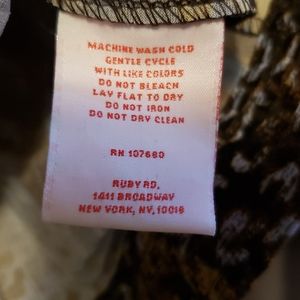 MACHINE WASH COLD
GENTLE CYCLE
WITH LIKE COLORS
DO NOT BLEACH
LAY FLAT TO DRY
DO NOT IRON
DO NOT DRY CLEAN
RN 107680
RUBY RD.
1411 BROADWAY
NEW YORK, NY, 10018